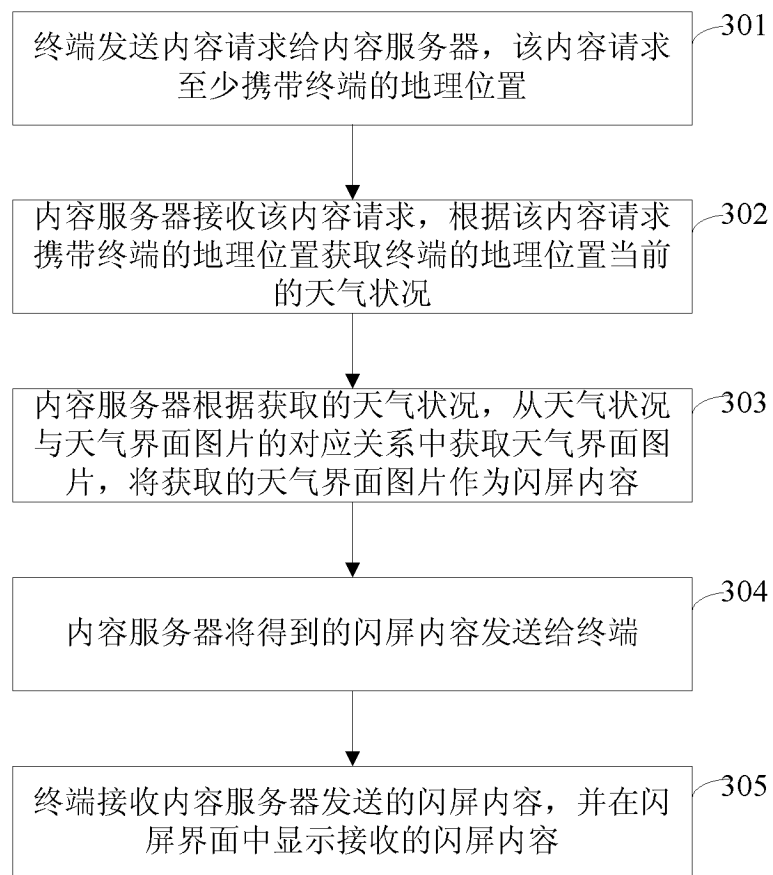 终端发送内容请求给内容服务器，该内容请求
至少携带终端的地理位置
301
内容服务器接收该内容请求，根据该内容请求
携带终端的地理位置获取终端的地理位置当前
的天气状况
302
内容服务器根据获取的天气状况，从天气状况
与天气界面图片的对应关系中获取天气界面图
片，将获取的天气界面图片作为闪屏内容
303
内容服务器将得到的闪屏内容发送给终端
304
终端接收内容服务器发送的闪屏内容，并在闪
屏界面中显示接收的闪屏内容
305